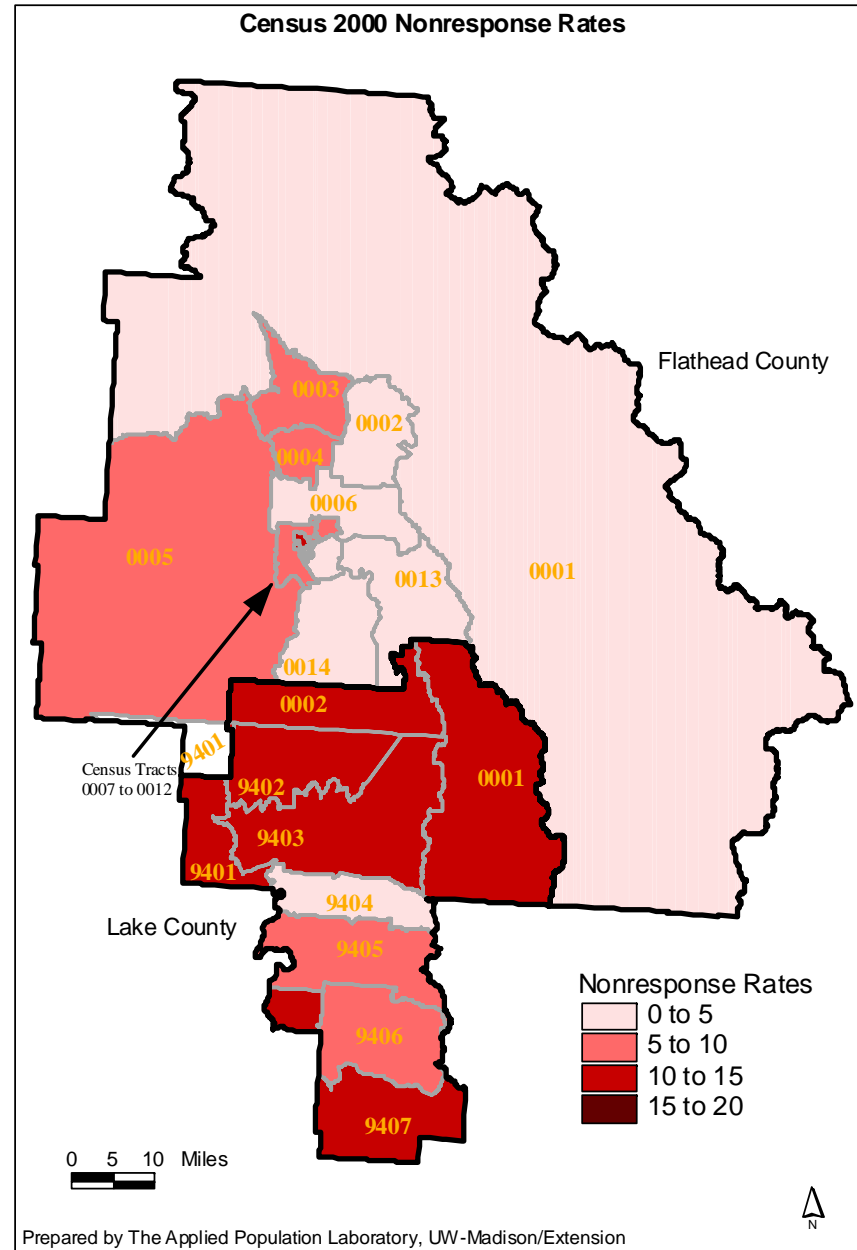 Census 2000 Nonresponse Rates
Flathead County
0003
0002
0004
0006
0005
0001
0013
0014
0002
9401
Census Tracts
0007 to 0012
9402
0001
9403
9401
9404
Lake County
9405
Nonresponse Rates
0 to 5
5 to 10
10 to 15
15 to 20
9406
9407
0 5 10 Miles
N
Prepared by The Applied Population Laboratory, UW-Madison/Extension